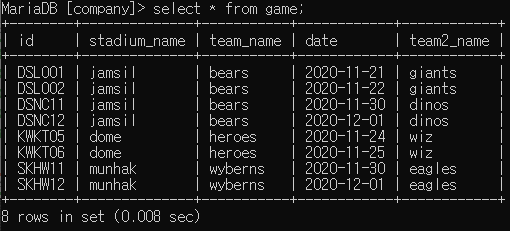 MariaDB [company]> select * from game;
+--------+--------------+-----------+------------+------------+
| id | stadium_name | team_name | date | team2_name |
+--------+--------------+-----------+------------+------------+
| DSL001 | jamsil | bears | 2020-11-21 | giants |
| DSL002 | jamsil | bears | 2020-11-22 | giants |
| DSNC11 | jamsil | bears | 2020-11-30 | dinos |
| DSNC12 | jamsil | bears | 2020-12-01 | dinos |
| KWKT05 | dome | heroes | 2020-11-24 | wiz |
| KWKT06 | dome | heroes | 2020-11-25 | wiz |
| SKHW11 | munhak | wyberns | 2020-11-30 | eagles |
| SKHW12 | munhak | wyberns | 2020-12-01 | eagles |
+--------+--------------+-----------+------------+------------+
8 rows in set (0.008 sec)